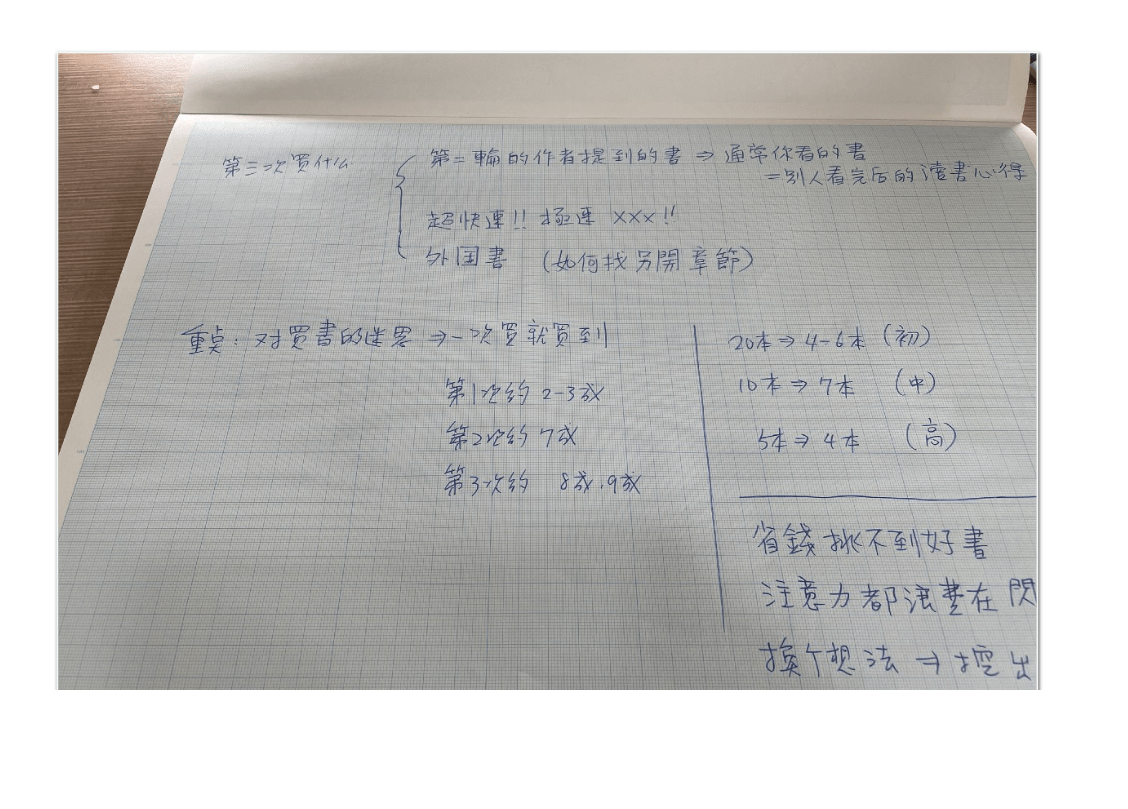 第三次買什么
第二輪的作者提到的書 ⇒ 通常你看的書
=別人看完后的讀書心得
超快速!! 極速 XXX!!
外国書 (如何找另開章節)
重点: 对買書的迷思 ⇒ 一次買就買到
第1次約 2-3成
第2次約 7成
第3次約 8成.9成
20本⇒4-6本 (初)
10本⇒7本 (中)
5本⇒4本 (高)
省錢挑不到好書
注意力都浪費在閃
換个想法 ⇒ 挖出